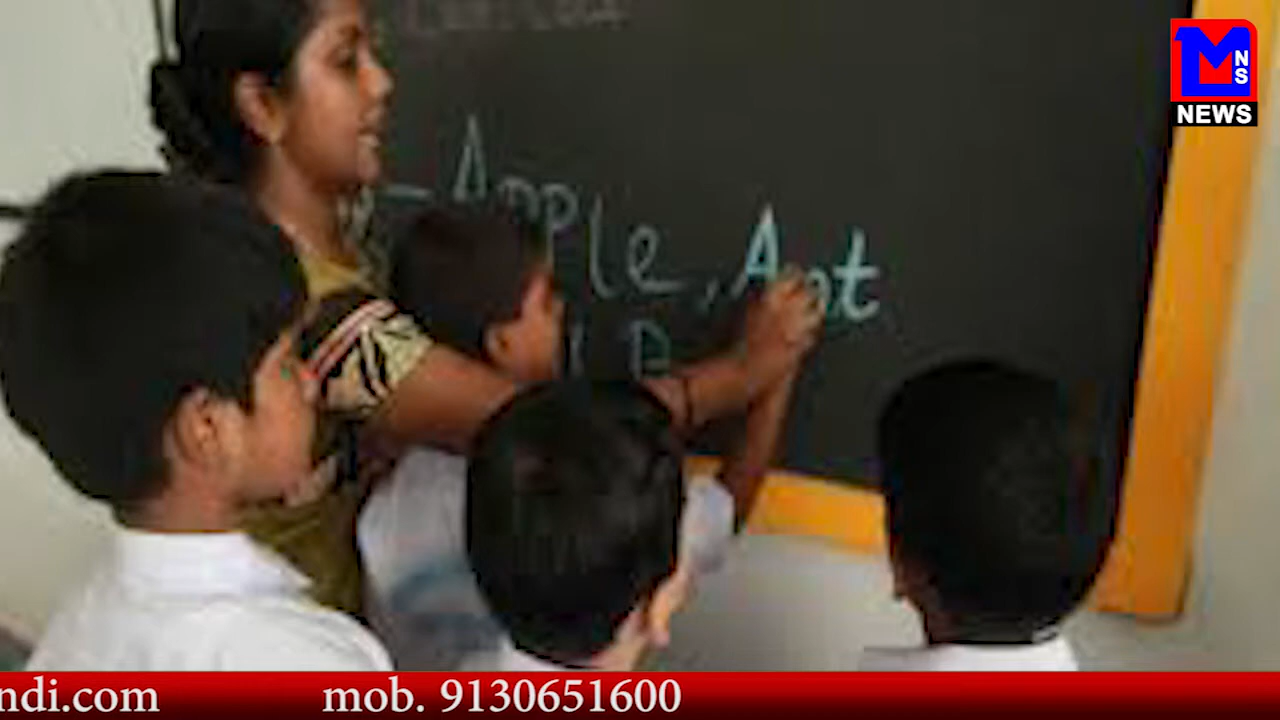 M
NS
NEWS
– Apple, Ant
ndi.com mob. 9130651600